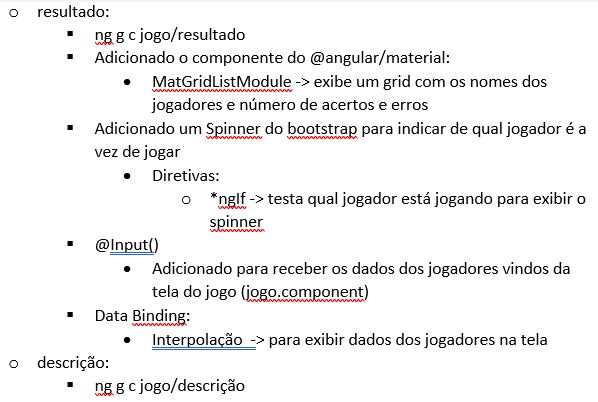 o resultado:
▪ ng g c jogo/resultado
▪ Adicionado o componente do @angular/material:
• MatGridListModule -> exibe um grid com os nomes dos
jogadores e número de acertos e erros
▪ Adicionado um Spinner do bootstrap para indicar de qual jogador é a
vez de jogar
• Diretivas:
o *ngIf -> testa qual jogador está jogando para exibir o
spinner
▪ @Input()
• Adicionado para receber os dados dos jogadores vindos da
tela do jogo (jogo.component)
▪ Data Binding:
• Interpolação -> para exibir dados dos jogadores na tela
o descrição:
▪ ng g c jogo/descrição